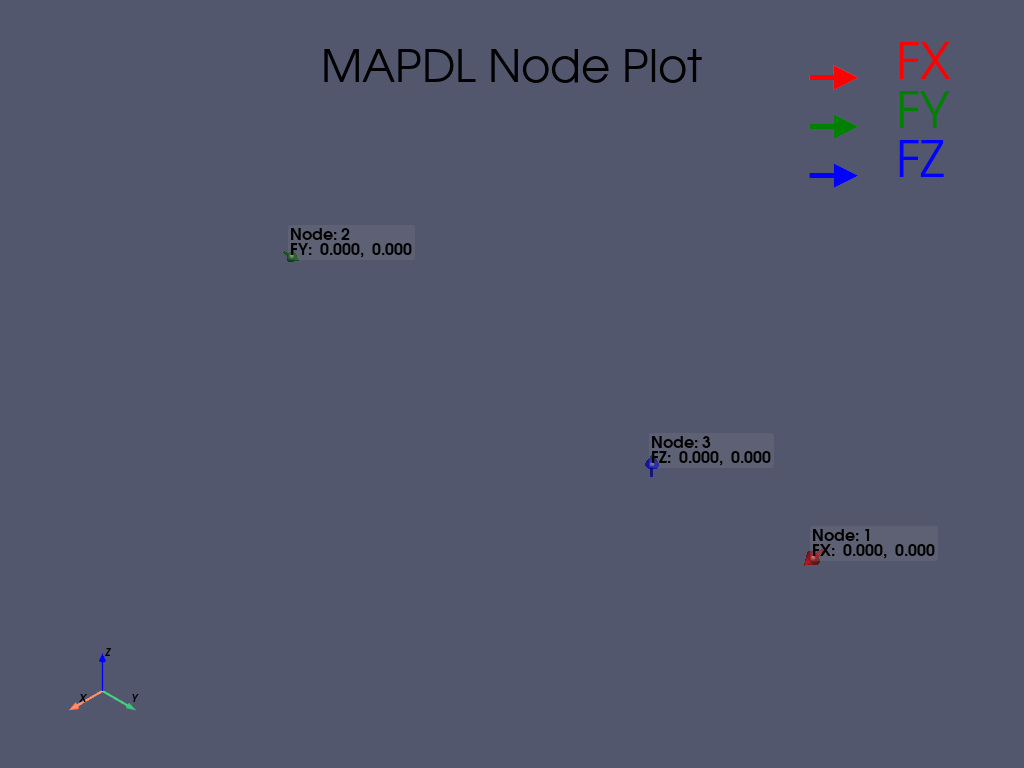 MAPDL Node Plot
FX
FY
FZ
Node: 2
FY: 0.000, 0.000
Node: 3
FZ: 0.000, 0.000
Node: 1
FX: 0.000, 0.000
Z
X
Y